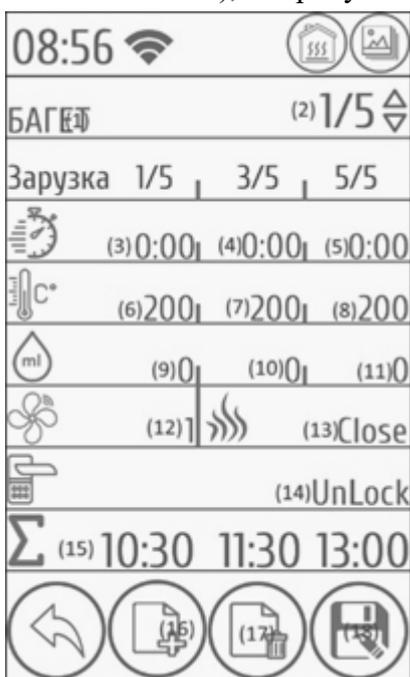 08:56
БАГЕТ (1) (2) 1/5
Зарузка 1/5 3/5 5/5
(3) 0:00 (4) 0:00 (5) 0:00
C° (6) 200 (7) 200 (8) 200
ml (9) 0 (10) 0 (11) 0
(12) 1 (13) Close
(14) UnLock
Σ (15) 10:30 11:30 13:00
(16) (17) (18)